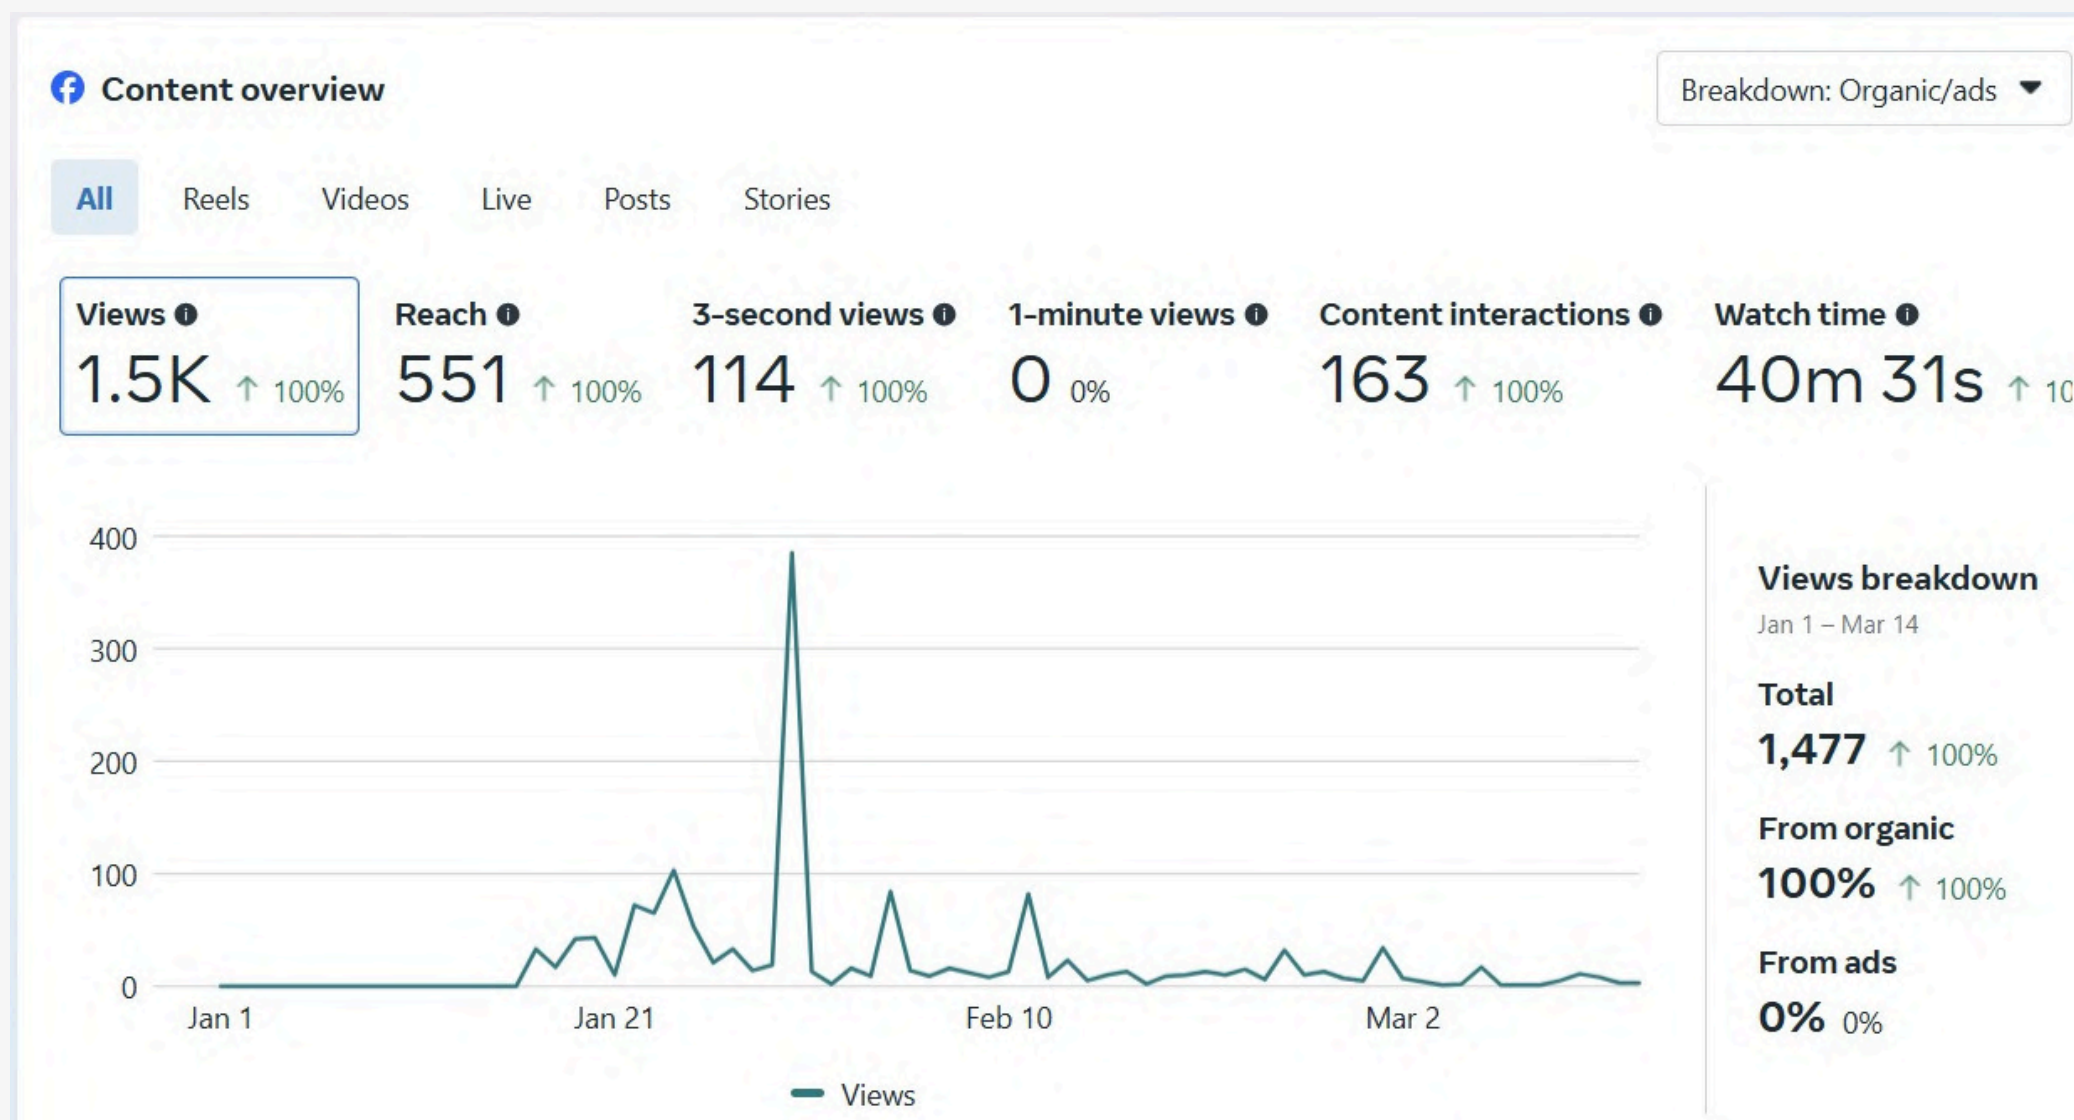 Content overview
Breakdown: Organic/ads
All Reels Videos Live Posts Stories
Views Reach 3-second views 1-minute views Content interactions Watch time
1.5K ↑ 100% 551 ↑ 100% 114 ↑ 100% 0 0% 163 ↑ 100% 40m 31s ↑ 10
400
300
200
100
0
Jan 1 Jan 21 Feb 10 Mar 2
Views
Views breakdown
Jan 1 – Mar 14
Total
1,477 ↑ 100%
From organic
100% ↑ 100%
From ads
0% 0%